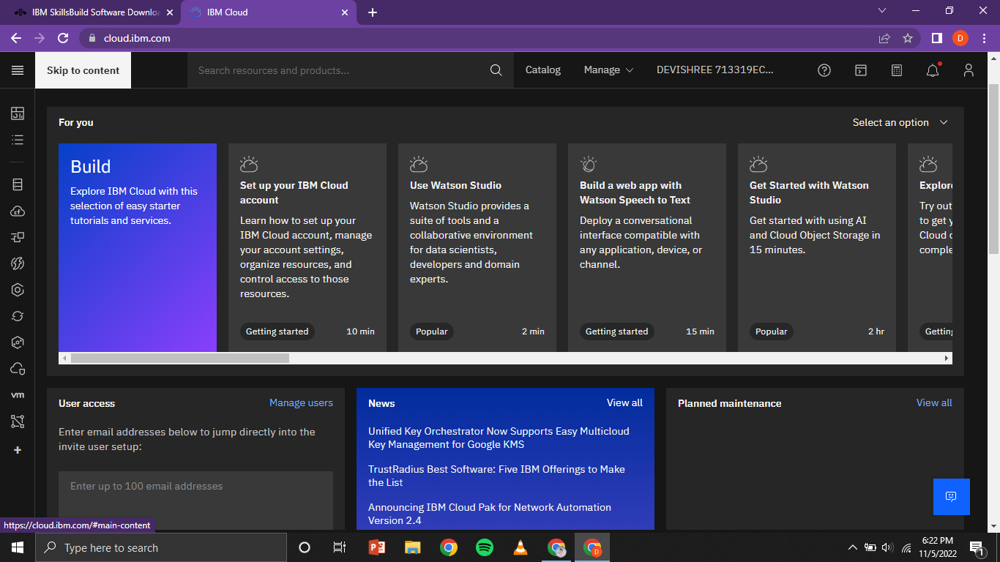 IBM SkillsBuild Software Downloa
IBM Cloud
cloud.ibm.com
D
Skip to content
Search resources and products...
Catalog
Manage
DEVISHREE 713319EC...
For you
Select an option
Build
Explore IBM Cloud with this
selection of easy starter
tutorials and services.
Set up your IBM Cloud
account
Learn how to set up your
IBM Cloud account, manage
your account settings,
organize resources, and
control access to those
resources.
Getting started
10 min
Use Watson Studio
Watson Studio provides a
suite of tools and a
collaborative environment
for data scientists,
developers and domain
experts.
Popular
2 min
Build a web app with
Watson Speech to Text
Deploy a conversational
interface compatible with
any application, device, or
channel.
Getting started
15 min
Get Started with Watson
Studio
Get started with using AI
and Cloud Object Storage in
15 minutes.
Popular
2 hr
Explore
Try out
to get y
Cloud c
comple
Getting
vm
User access
Manage users
Enter email addresses below to jump directly into the
invite user setup:
Enter up to 100 email addresses
News
View all
Unified Key Orchestrator Now Supports Easy Multicloud
Key Management for Google KMS
TrustRadius Best Software: Five IBM Offerings to Make
the List
Announcing IBM Cloud Pak for Network Automation
Version 2.4
Planned maintenance
View all
https://cloud.ibm.com/#main-content
Type here to search
6:22 PM
11/5/2022
1